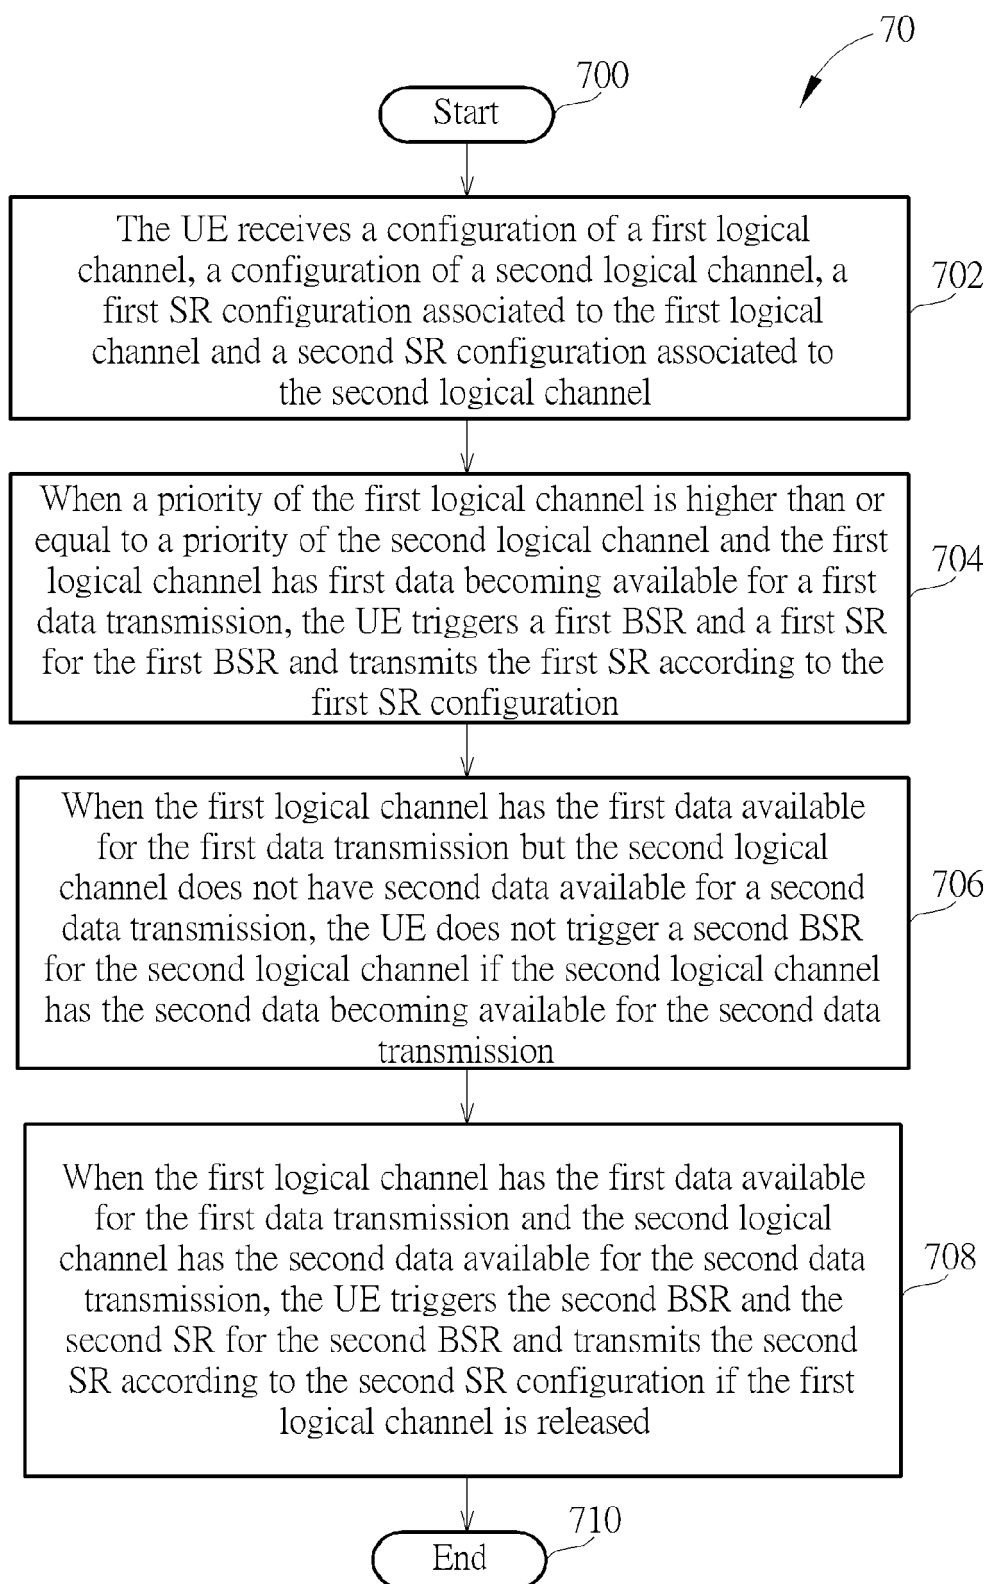 70
700
Start
The UE receives a configuration of a first logical
channel, a configuration of a second logical channel, a
first SR configuration associated to the first logical
channel and a second SR configuration associated to
the second logical channel
702
When a priority of the first logical channel is higher than or
equal to a priority of the second logical channel and the first
logical channel has first data becoming available for a first
data transmission, the UE triggers a first BSR and a first SR
for the first BSR and transmits the first SR according to the
first SR configuration
704
When the first logical channel has the first data available
for the first data transmission but the second logical
channel does not have second data available for a second
data transmission, the UE does not trigger a second BSR
for the second logical channel if the second logical channel
has the second data becoming available for the second data
transmission
706
When the first logical channel has the first data available
for the first data transmission and the second logical
channel has the second data available for the second data
transmission, the UE triggers the second BSR and the
second SR for the second BSR and transmits the second
SR according to the second SR configuration if the first
logical channel is released
708
710
End